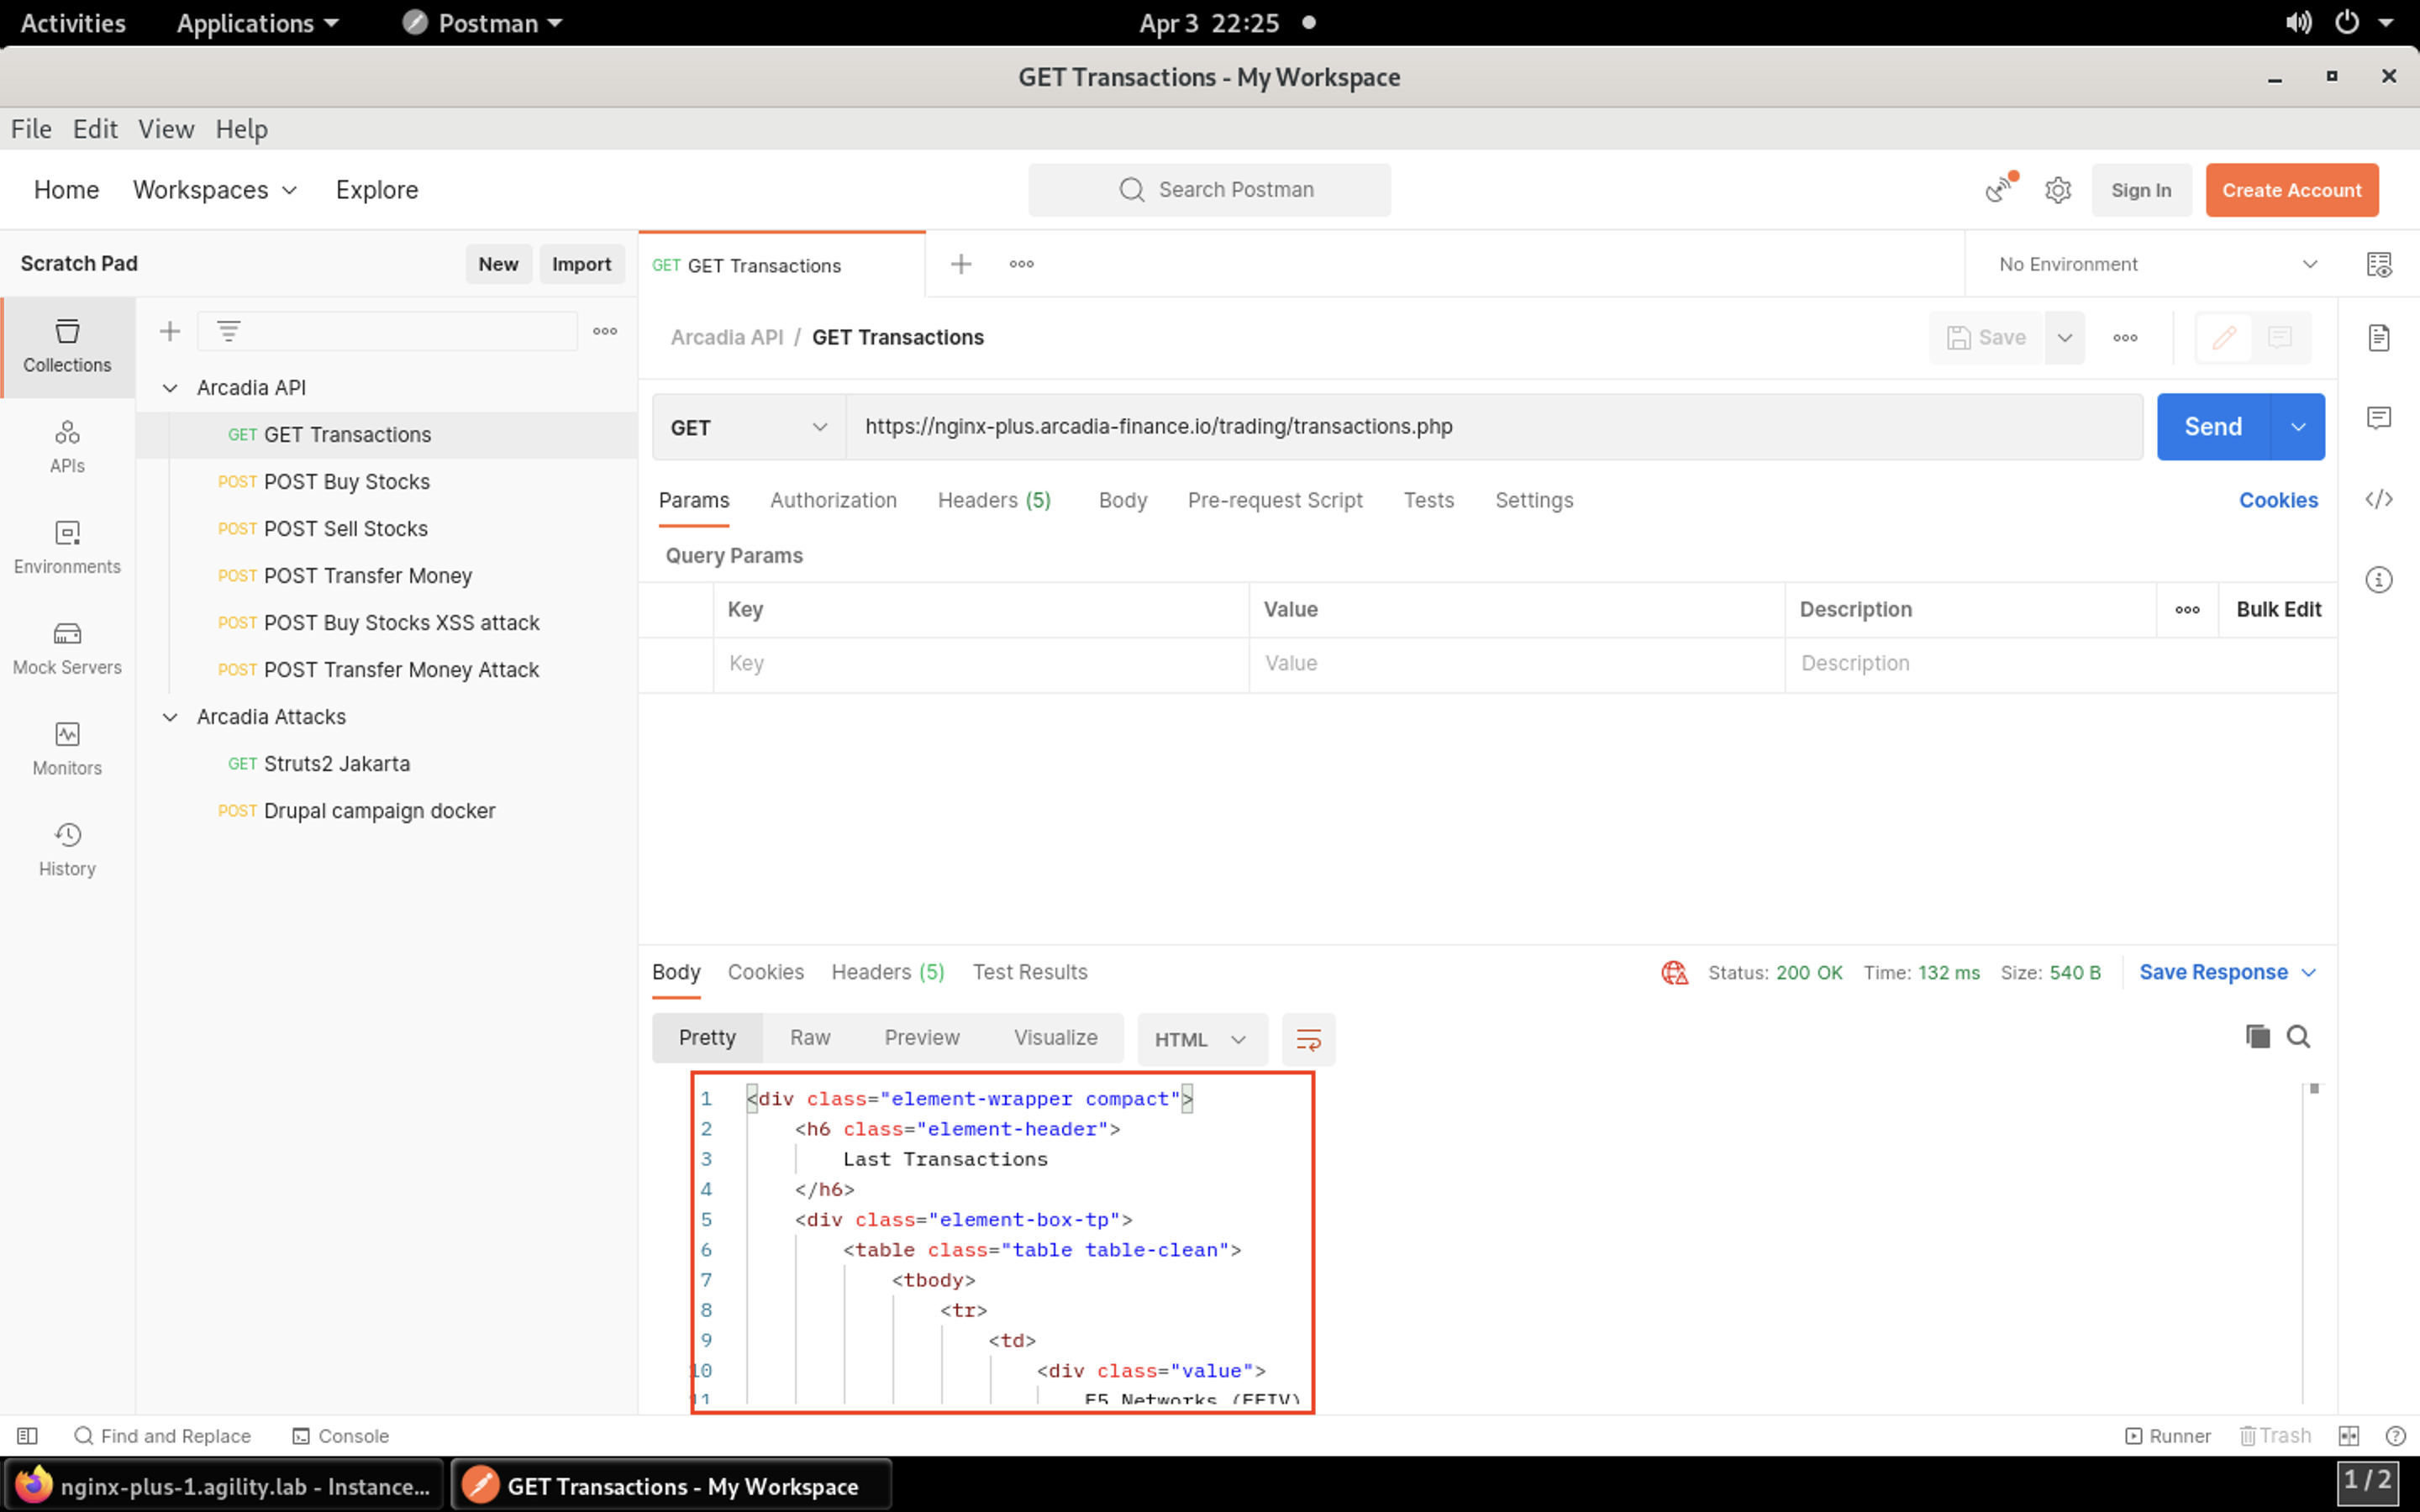 Activities Applications Postman Apr 3 22:25
GET Transactions - My Workspace
File Edit View Help
Home Workspaces Explore Search Postman Sign In Create Account
Scratch Pad New Import GET GET Transactions No Environment
Collections
APIs
Environments
Mock Servers
Monitors
History
Arcadia API
GET GET Transactions
POST POST Buy Stocks
POST POST Sell Stocks
POST POST Transfer Money
POST POST Buy Stocks XSS attack
POST POST Transfer Money Attack
Arcadia Attacks
GET Struts2 Jakarta
POST Drupal campaign docker
Arcadia API / GET Transactions Save
GET https://nginx-plus.arcadia-finance.io/trading/transactions.php Send
Params Authorization Headers (5) Body Pre-request Script Tests Settings Cookies
Query Params
Key Value Description Bulk Edit
Key Value Description
Body Cookies Headers (5) Test Results Status: 200 OK Time: 132 ms Size: 540 B Save Response
Pretty Raw Preview Visualize HTML
1 <div class="element-wrapper compact">
2 <h6 class="element-header">
3 Last Transactions
4 </h6>
5 <div class="element-box-tp">
6 <table class="table table-clean">
7 <tbody>
8 <tr>
9 <td>
10 <div class="value">
11 F5 Networks (FFIV)
Find and Replace Console Runner Trash
nginx-plus-1.agility.lab - Instance... GET Transactions - My Workspace 1 / 2